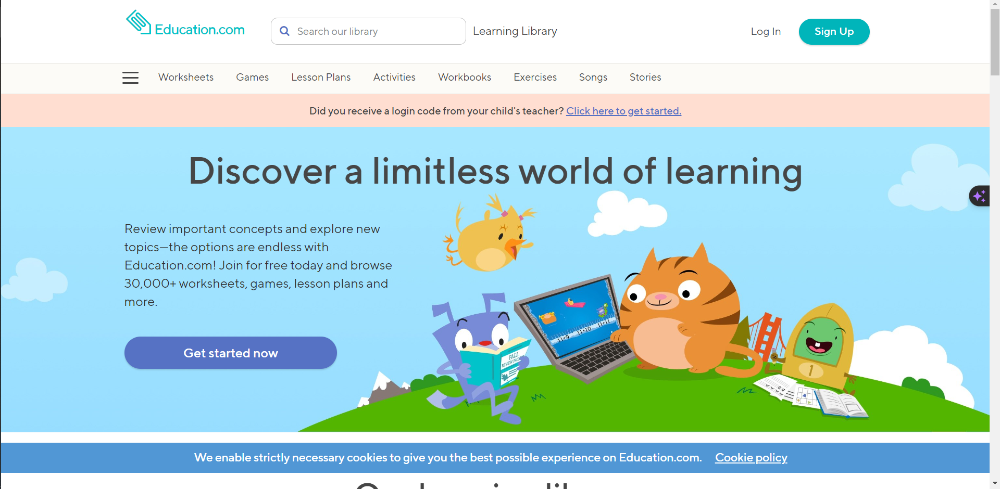 Education.com
Search our library
Learning Library
Log In
Sign Up
Worksheets
Games
Lesson Plans
Activities
Workbooks
Exercises
Songs
Stories
Did you receive a login code from your child's teacher? Click here to get started.
Discover a limitless world of learning
Review important concepts and explore new
topics—the options are endless with
Education.com! Join for free today and browse
30,000+ worksheets, games, lesson plans and
more.
Get started now
11+9
11+10
11+11
FALL
REVIEW PACKET
1
We enable strictly necessary cookies to give you the best possible experience on Education.com. Cookie policy